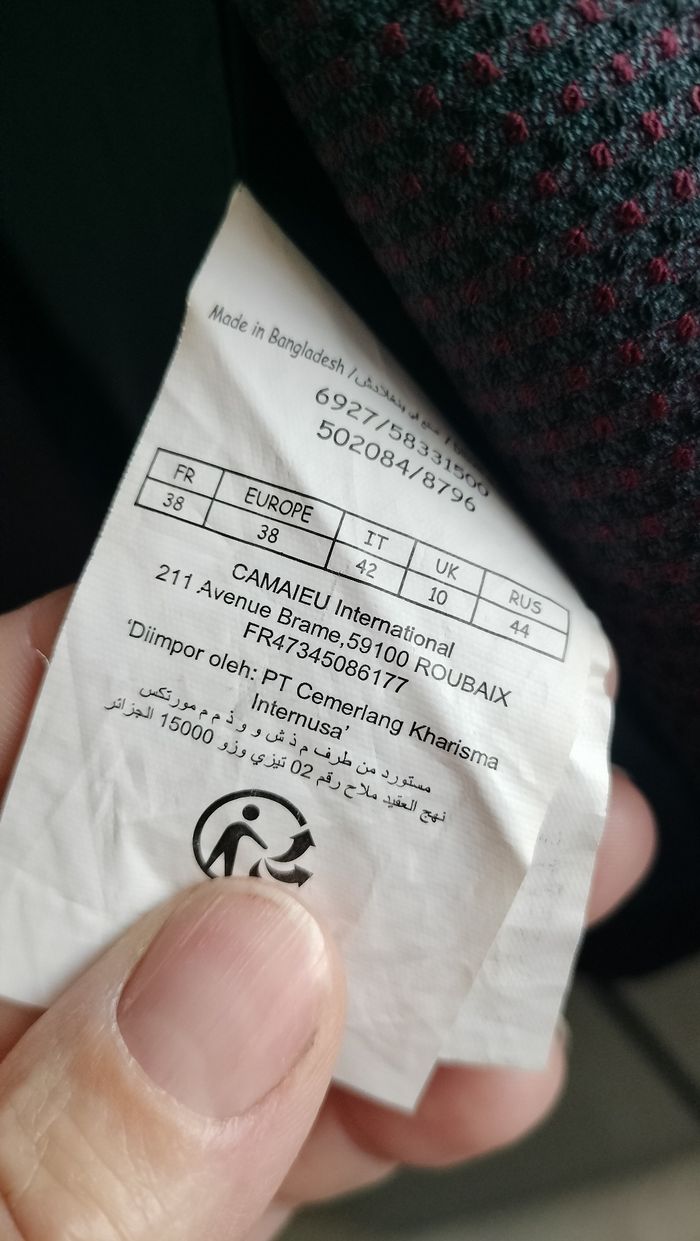 Made in Bangladesh /
6927/58331500
502084/8796
FR EUROPE IT UK RUS
38 38 42 10 44
CAMAIEU International
211 Avenue Brame,59100 ROUBAIX
FR47345086177
'Diimpor oleh: PT Cemerlang Kharisma
Internusa'
مستورد من طرف م ذ ش و و ذ م م مورتكس
نهج العقيد ملاح رقم 02 تيزي وزو 15000 الجزائر